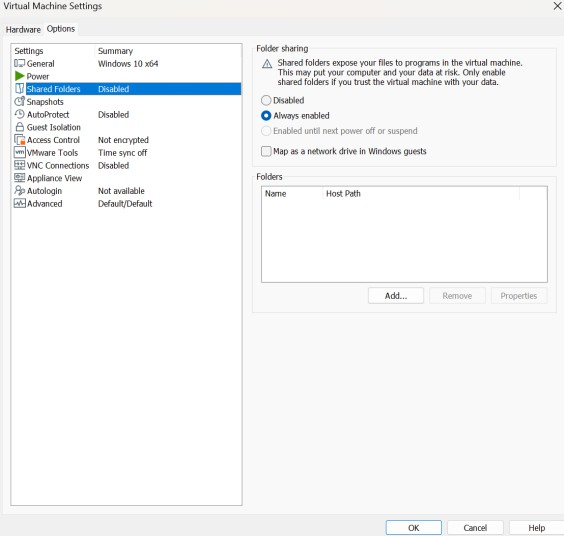 Virtual Machine Settings
Hardware Options
Settings Summary
General Windows 10 x64
Power
Shared Folders Disabled
Snapshots
AutoProtect Disabled
Guest Isolation
Access Control Not encrypted
vm VMware Tools Time sync off
VNC Connections Disabled
Appliance View
Autologin Not available
Advanced Default/Default
Folder sharing
Shared folders expose your files to programs in the virtual machine.
This may put your computer and your data at risk. Only enable
shared folders if you trust the virtual machine with your data.
Disabled
Always enabled
Enabled until next power off or suspend
Map as a network drive in Windows guests
Folders
Name Host Path
Add... Remove Properties
OK Cancel Help